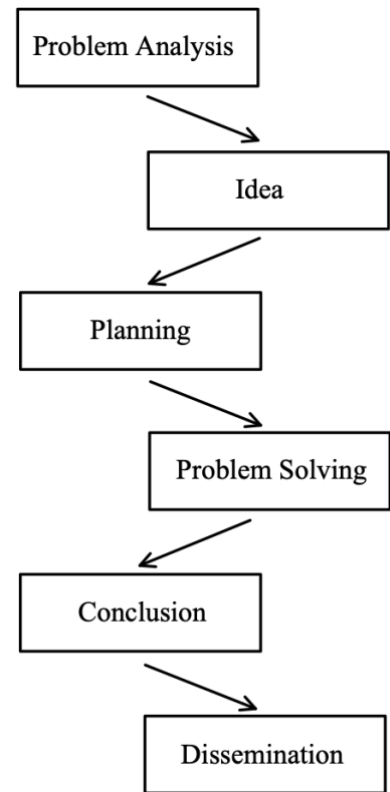 Problem Analysis
Idea
Planning
Problem Solving
Conclusion
Dissemination